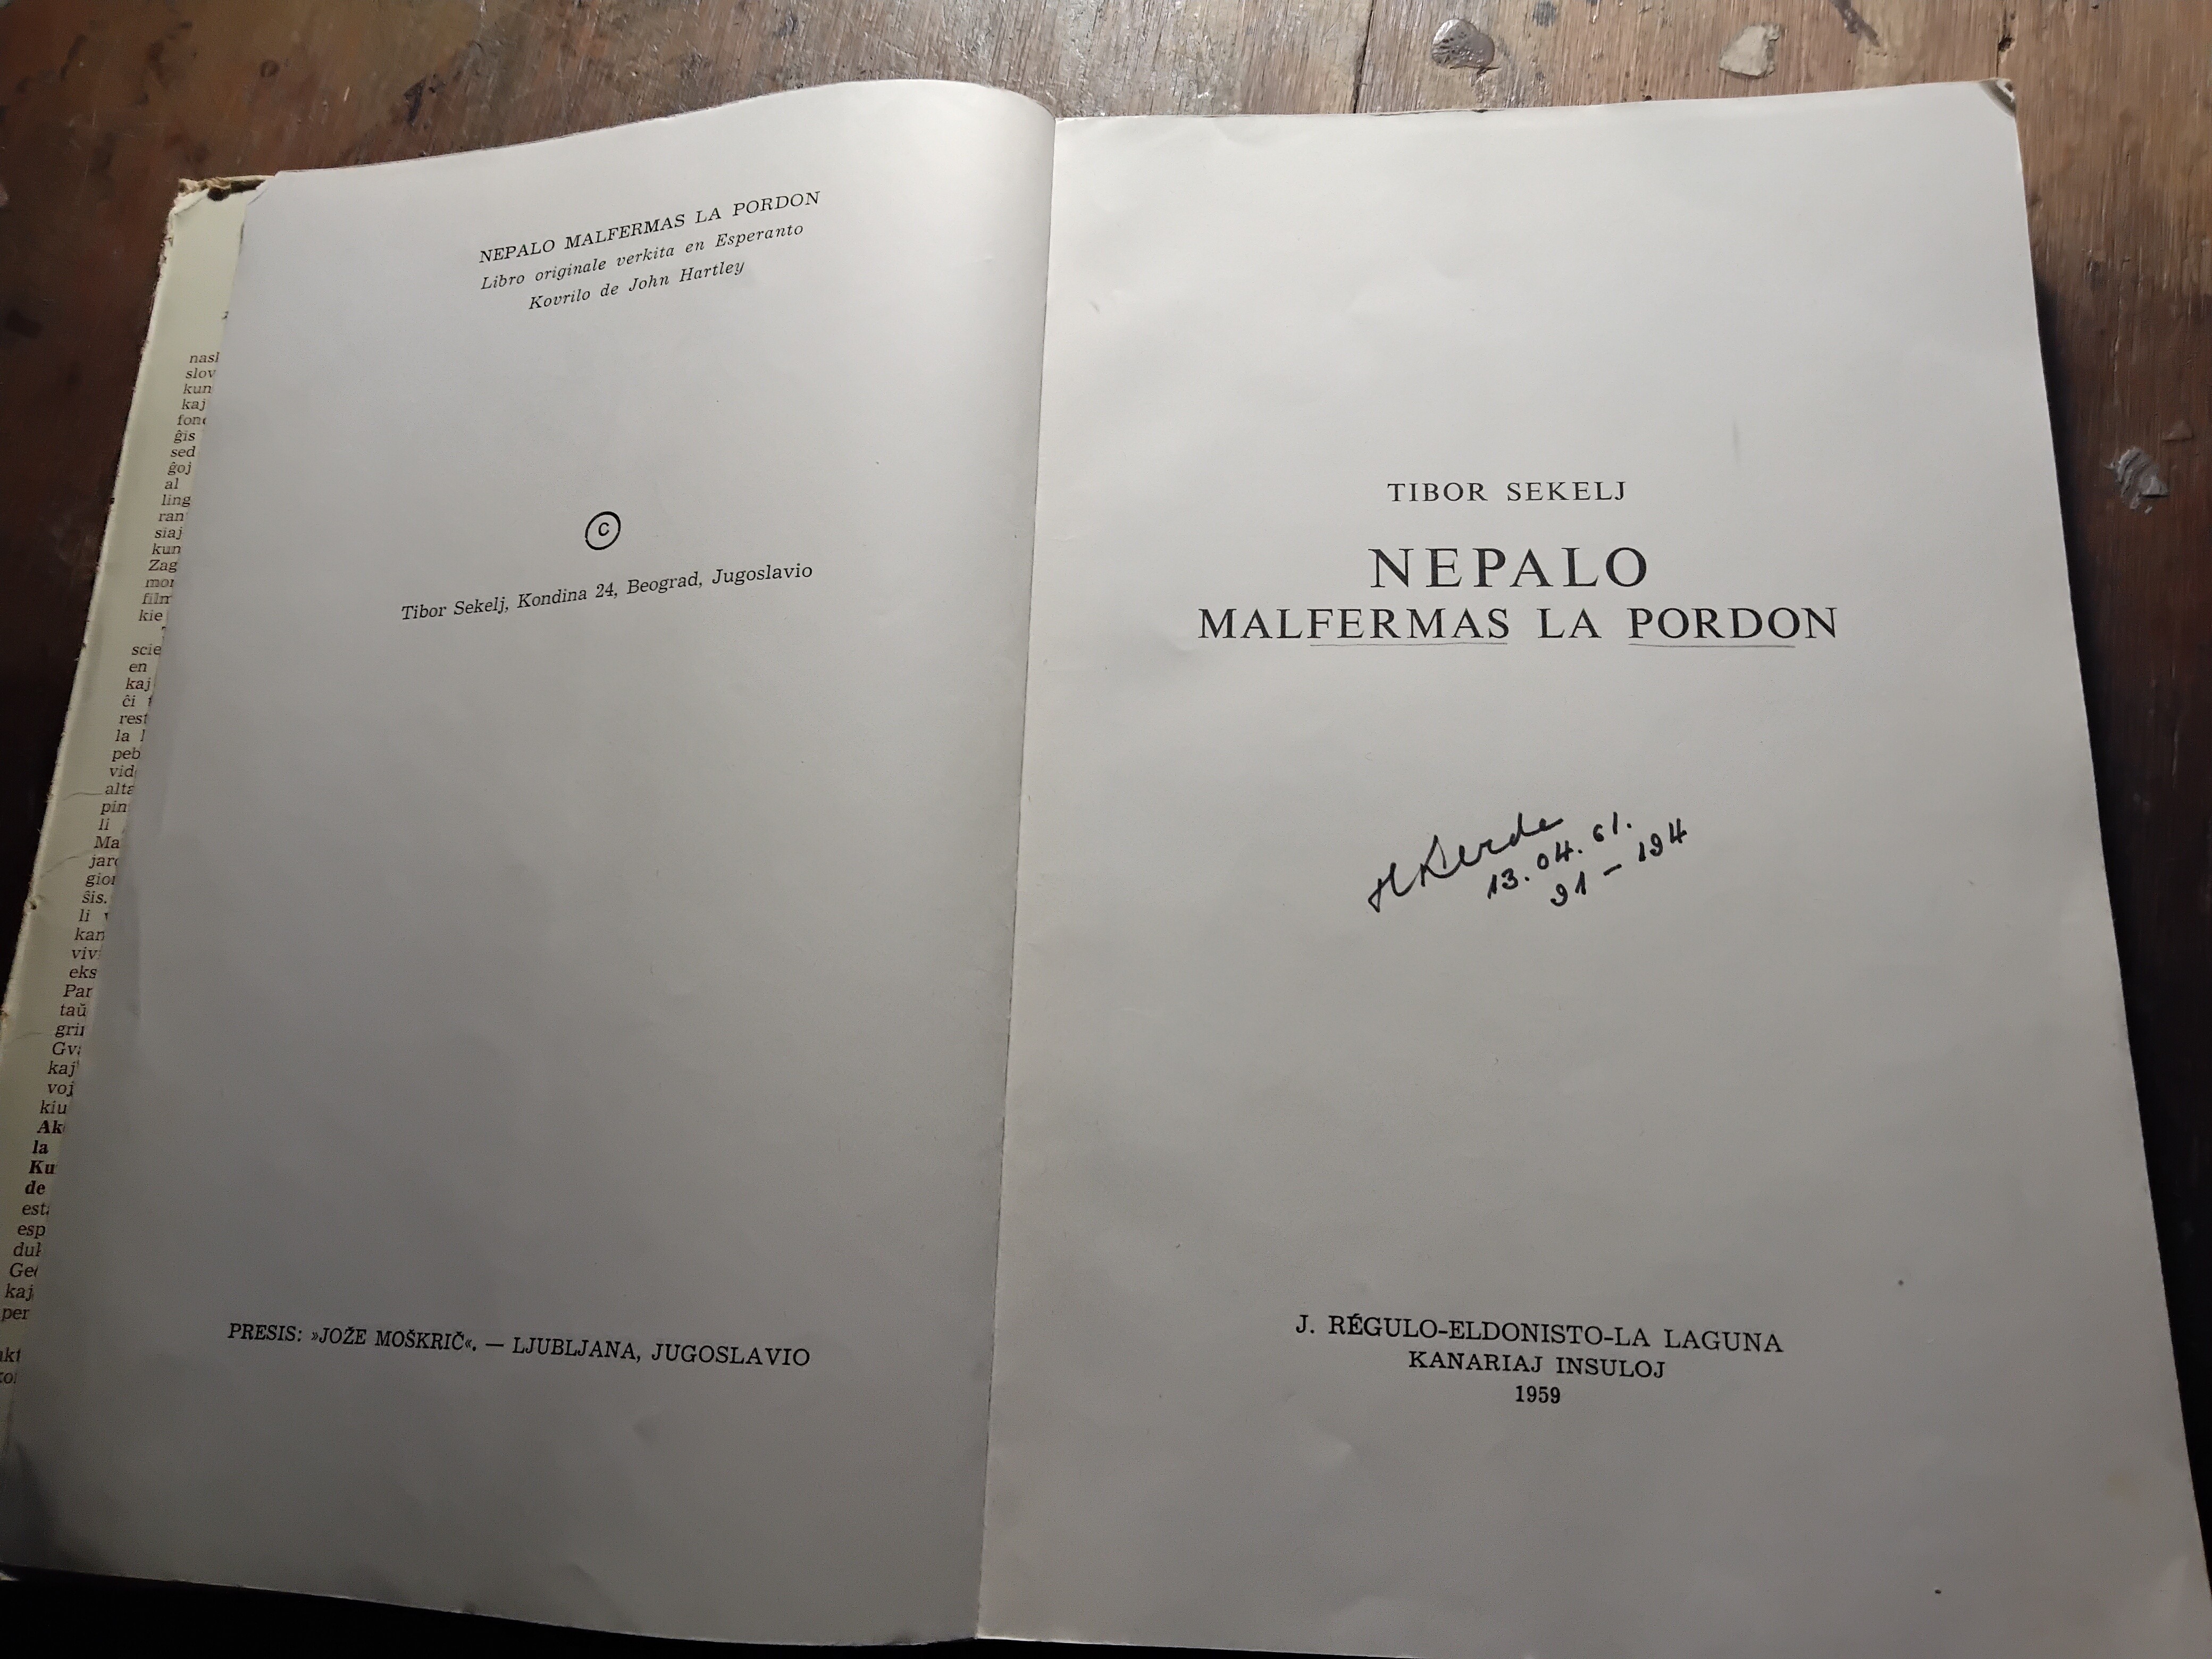 NEPALO MALFERMAS LA PORDON
Libro originale verkita en Esperanto
Kovrilo de John Hartley
©
Tibor Sekelj, Kondina 24, Beograd, Jugoslavio
PRESIS: »JOŽE MOŠKRIČ«. — LJUBLJANA, JUGOSLAVIO
TIBOR SEKELJ
NEPALO
MALFERMAS LA PORDON
13.04.61.
91 — 194
J. RÉGULO-ELDONISTO-LA LAGUNA
KANARIAJ INSULOJ
1959